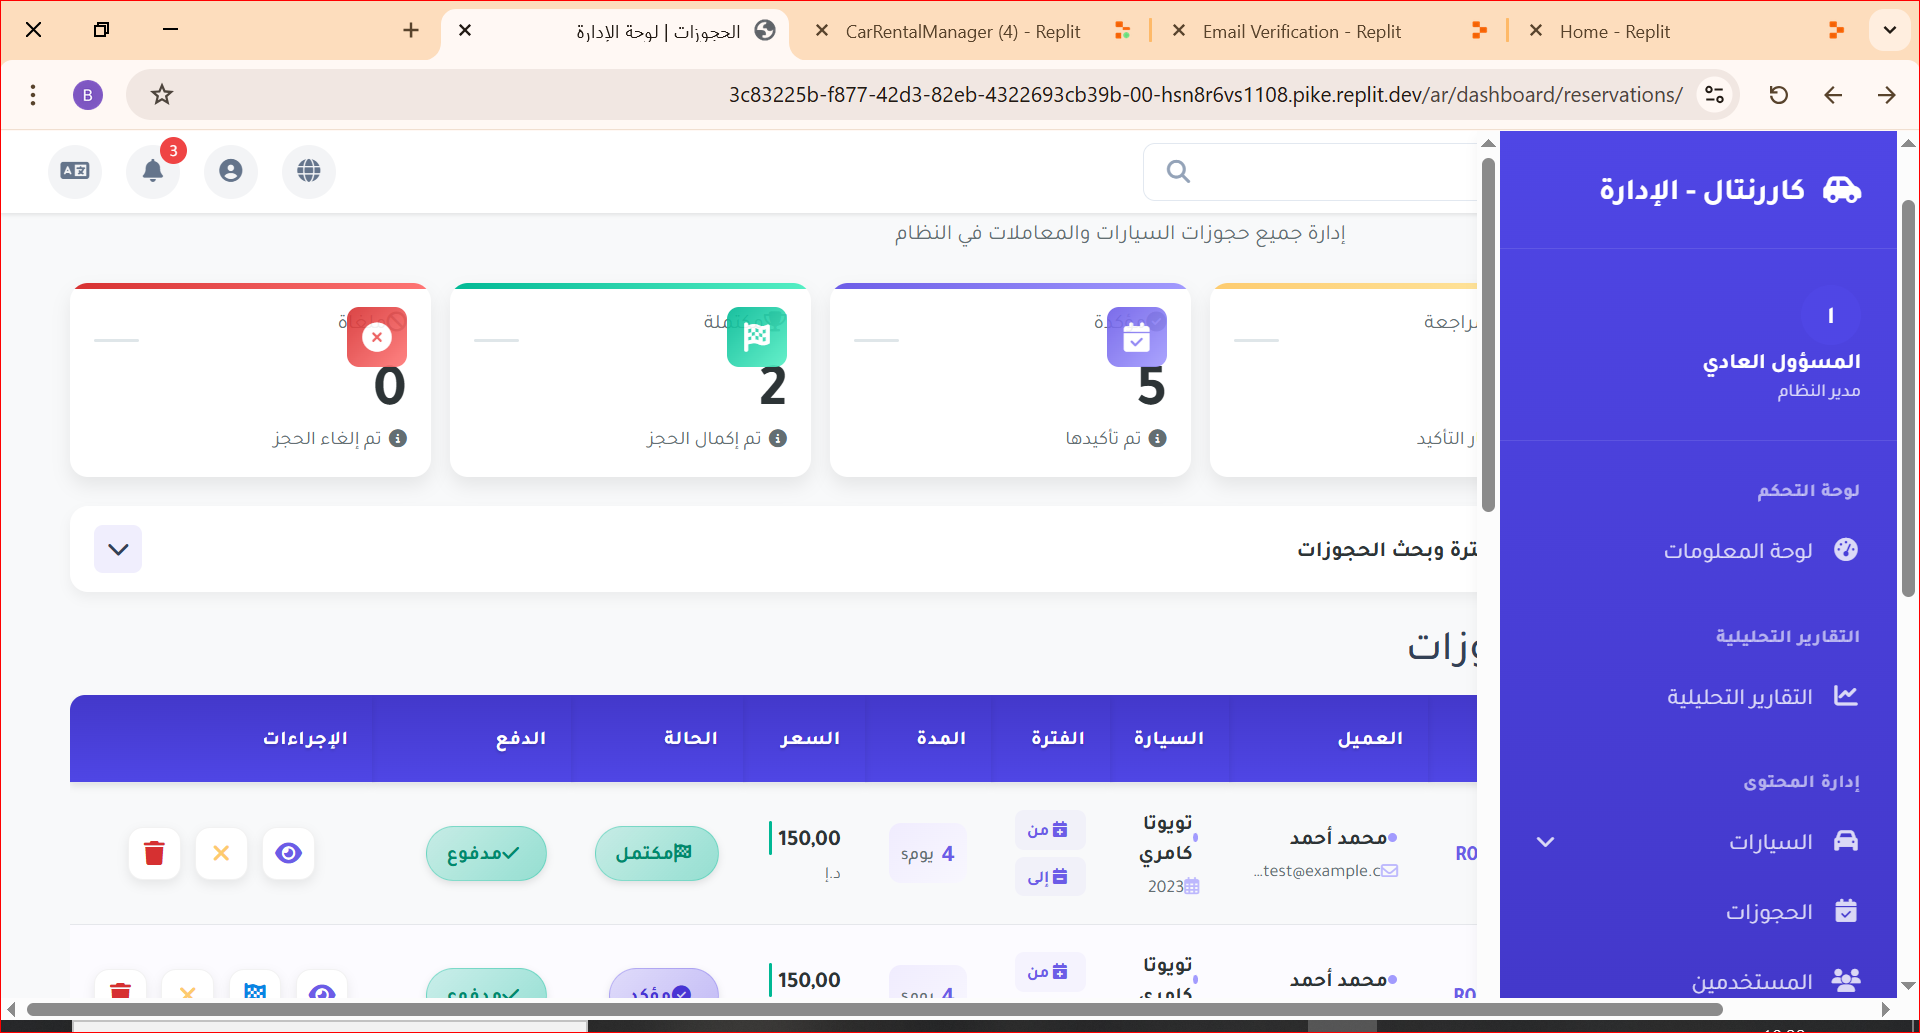 الحجوزات | لوحة الإدارة
CarRentalManager (4) - Replit
Email Verification - Replit
Home - Replit
B
3c83225b-f877-42d3-82eb-4322693cb39b-00-hsn8r6vs1108.pike.replit.dev/ar/dashboard/reservations/
3
كاررنتال - الإدارة
ا
المسؤول العادي
مدير النظام
لوحة التحكم
لوحة المعلومات
التقارير التحليلية
التقارير التحليلية
إدارة المحتوى
السيارات
الحجوزات
المستخدمين
إدارة جميع حجوزات السيارات والمعاملات في النظام
التأكيد
5
تم تأكيدها
مكتملة
2
تم إكمال الحجز
0
تم إلغاء الحجز
وبحث الحجوزات
العميل
السيارة
الفترة
المدة
السعر
الحالة
الدفع
الإجراءات
RO
محمد أحمد
test@example.c...
تويوتا
كامري
2023
من
إلى
4 يومs
150,00
د.إ
مكتمل
مدفوع
RO
محمد أحمد
تويوتا
كامري
من
4 يومs
150,00
مؤكد
مدفوع